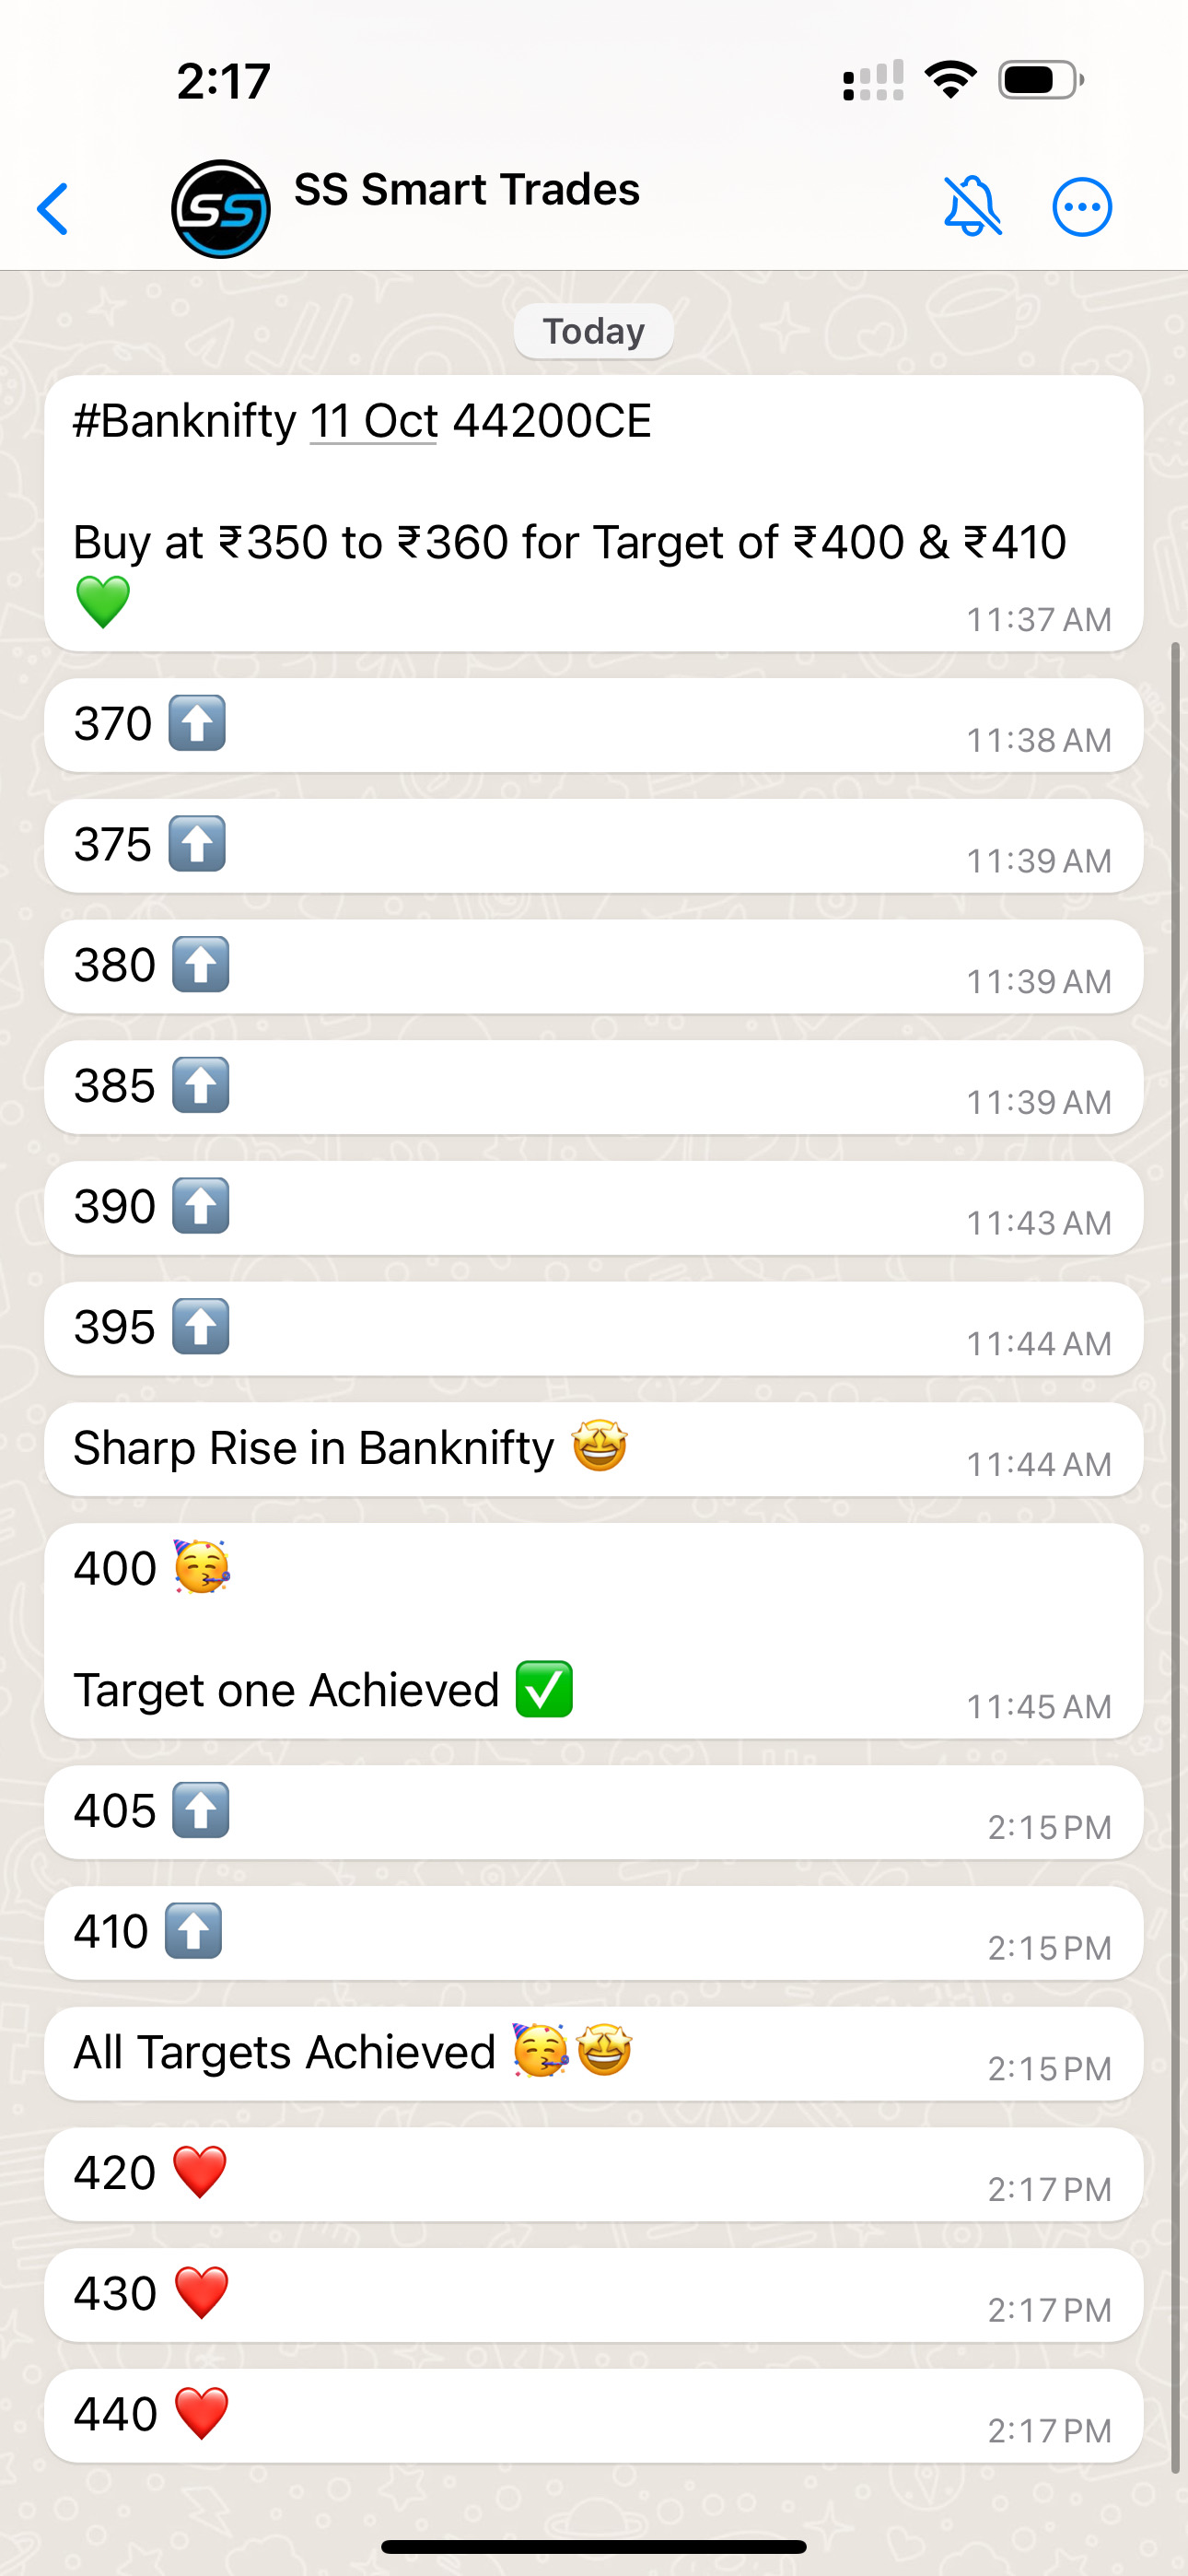 2:17
SS
SS Smart Trades
Today
#Banknifty 11 Oct 44200CE
Buy at ₹350 to ₹360 for Target of ₹400 & ₹410
💚
11:37 AM
370 ⬆️
11:38 AM
375 ⬆️
11:39 AM
380 ⬆️
11:39 AM
385 ⬆️
11:39 AM
390 ⬆️
11:43 AM
395 ⬆️
11:44 AM
Sharp Rise in Banknifty 🤩
11:44 AM
400 🥳
Target one Achieved ✅
11:45 AM
405 ⬆️
2:15 PM
410 ⬆️
2:15 PM
All Targets Achieved 🥳🤩
2:15 PM
420 ❤️
2:17 PM
430 ❤️
2:17 PM
440 ❤️
2:17 PM